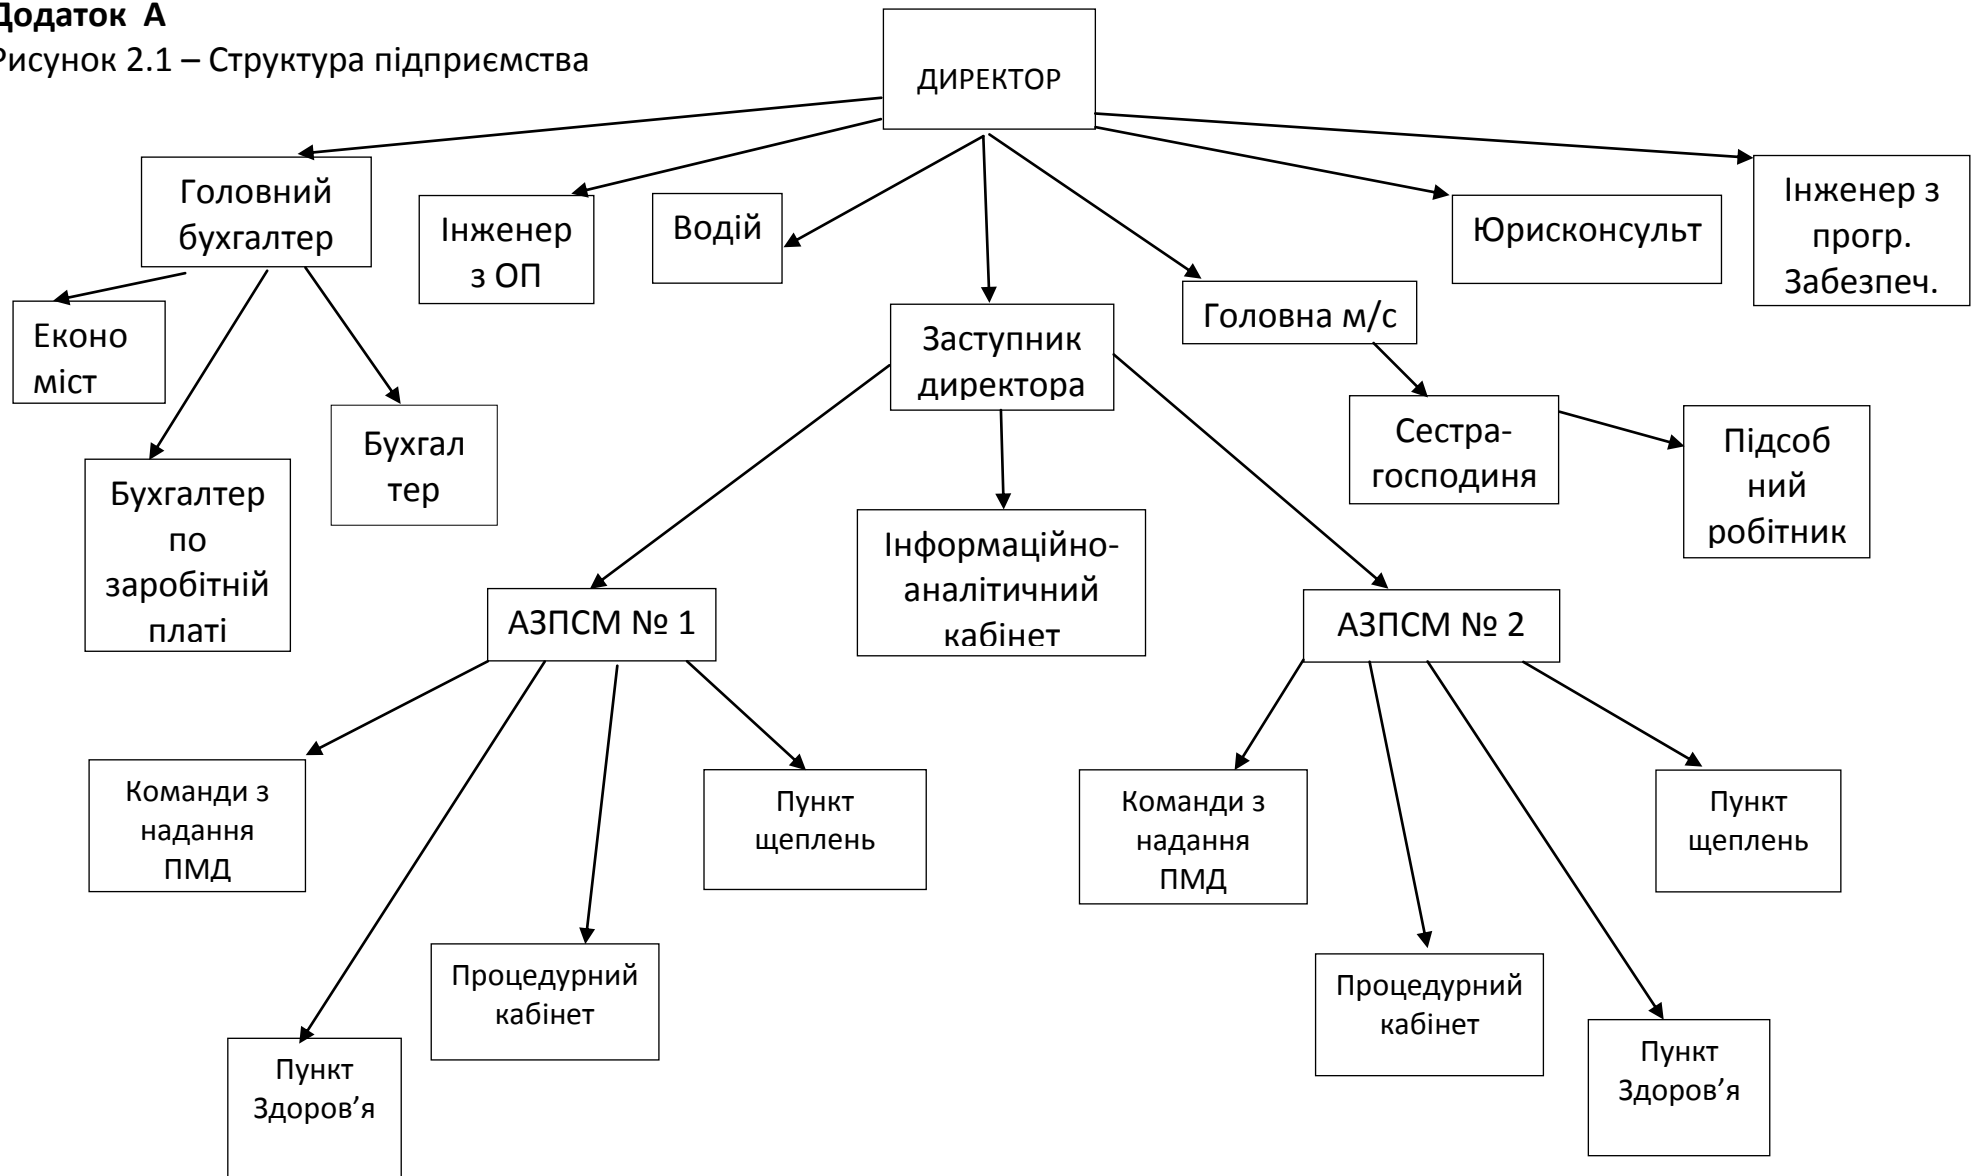 Додаток А
Рисунок 2.1 – Структура підприємства
ДИРЕКТОР
Головний
бухгалтер
Інженер
з ОП
Водій
Юрисконсульт
Інженер з
прогр.
Забезпеч.
Еконо
міст
Заступник
директора
Головна м/с
Бухгалтер
по
заробітній
платі
Бухгал
тер
Сестра-
господиня
Підсоб
ний
робітник
Інформаційно-
аналітичний
кабінет
АЗПСМ № 1
АЗПСМ № 2
Команди з
надання
ПМД
Пункт
щеплень
Команди з
надання
ПМД
Пункт
щеплень
Процедурний
кабінет
Процедурний
кабінет
Пункт
Здоров’я
Пункт
Здоров’я